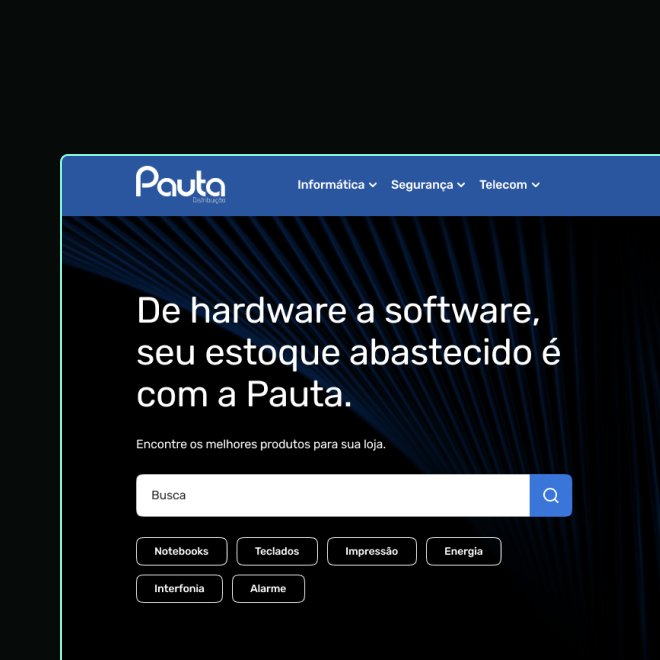 Pauta
Distribuição
Informática
Segurança
Telecom
De hardware a software,
seu estoque abastecido é
com a Pauta.
Encontre os melhores produtos para sua loja.
Busca
Notebooks
Teclados
Impressão
Energia
Interfonia
Alarme